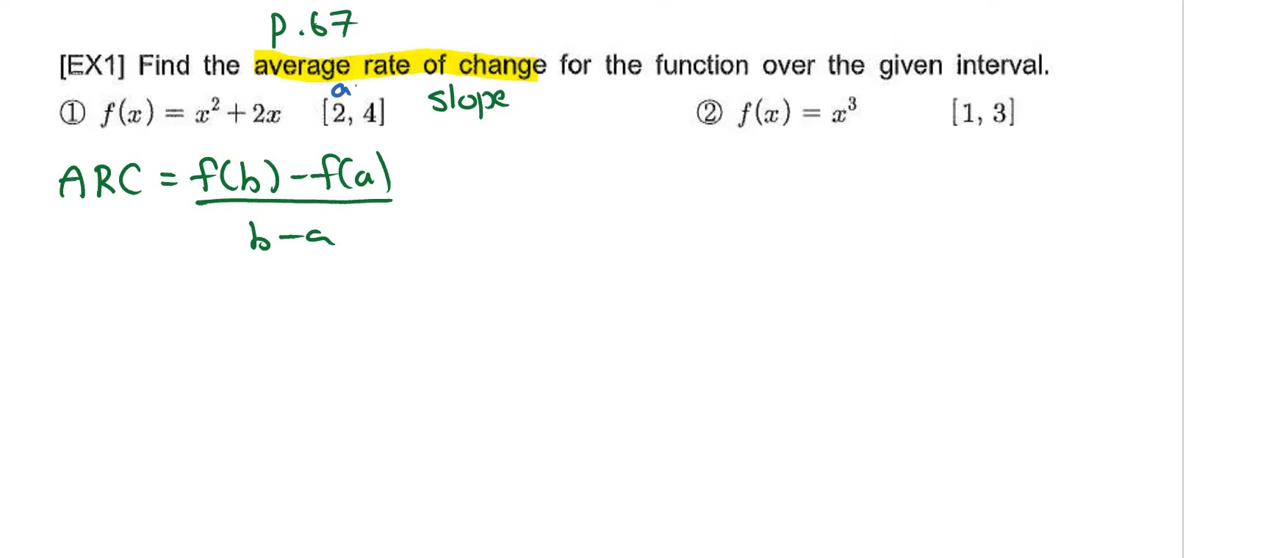 p.67
[EX1] Find the average rate of change for the function over the given interval.
a
① f(x) = x² + 2x [2, 4] slope ② f(x) = x³ [1, 3]
ARC = f(b) - f(a)
b - a